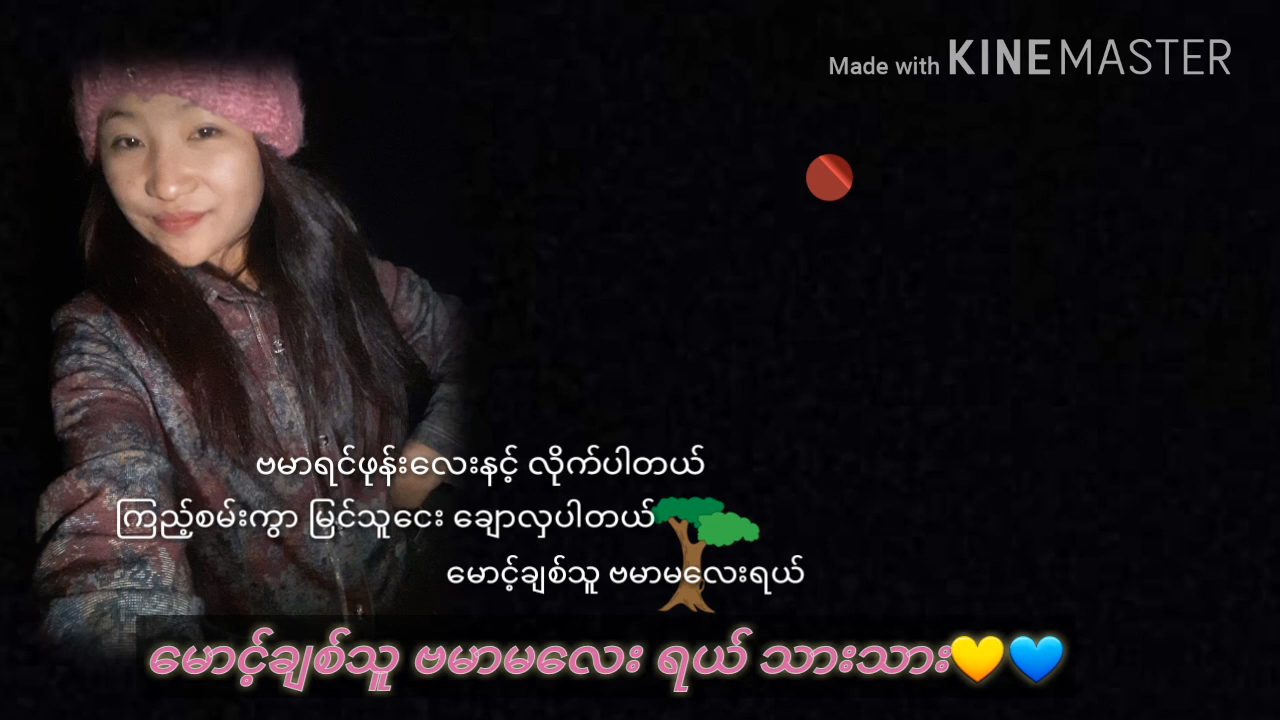 Made with KINEMASTER
ဗမာရင်ဖုန်းလေးနင့် လိုက်ပါတယ်
ကြည့်စမ်းကွာ မြင်သူငေး ချောလှပါတယ်
မောင့်ချစ်သူ ဗမာမလေးရယ်
မောင့်ချစ်သူ ဗမာမလေး ရယ် သားသား💛💙